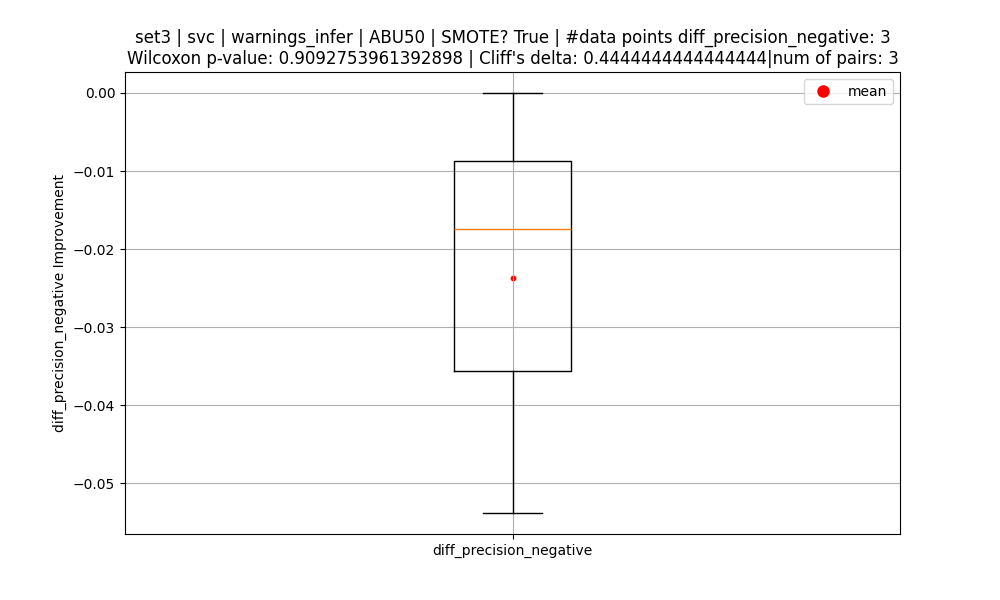 set3 | svc | warnings_infer | ABU50 | SMOTE? True | #data points diff_precision_negative: 3
Wilcoxon p-value: 0.9092753961392898 | Cliff's delta: 0.4444444444444444|num of pairs: 3
mean
0.00
−0.01
−0.02
−0.03
−0.04
−0.05
diff_precision_negative Improvement
diff_precision_negative